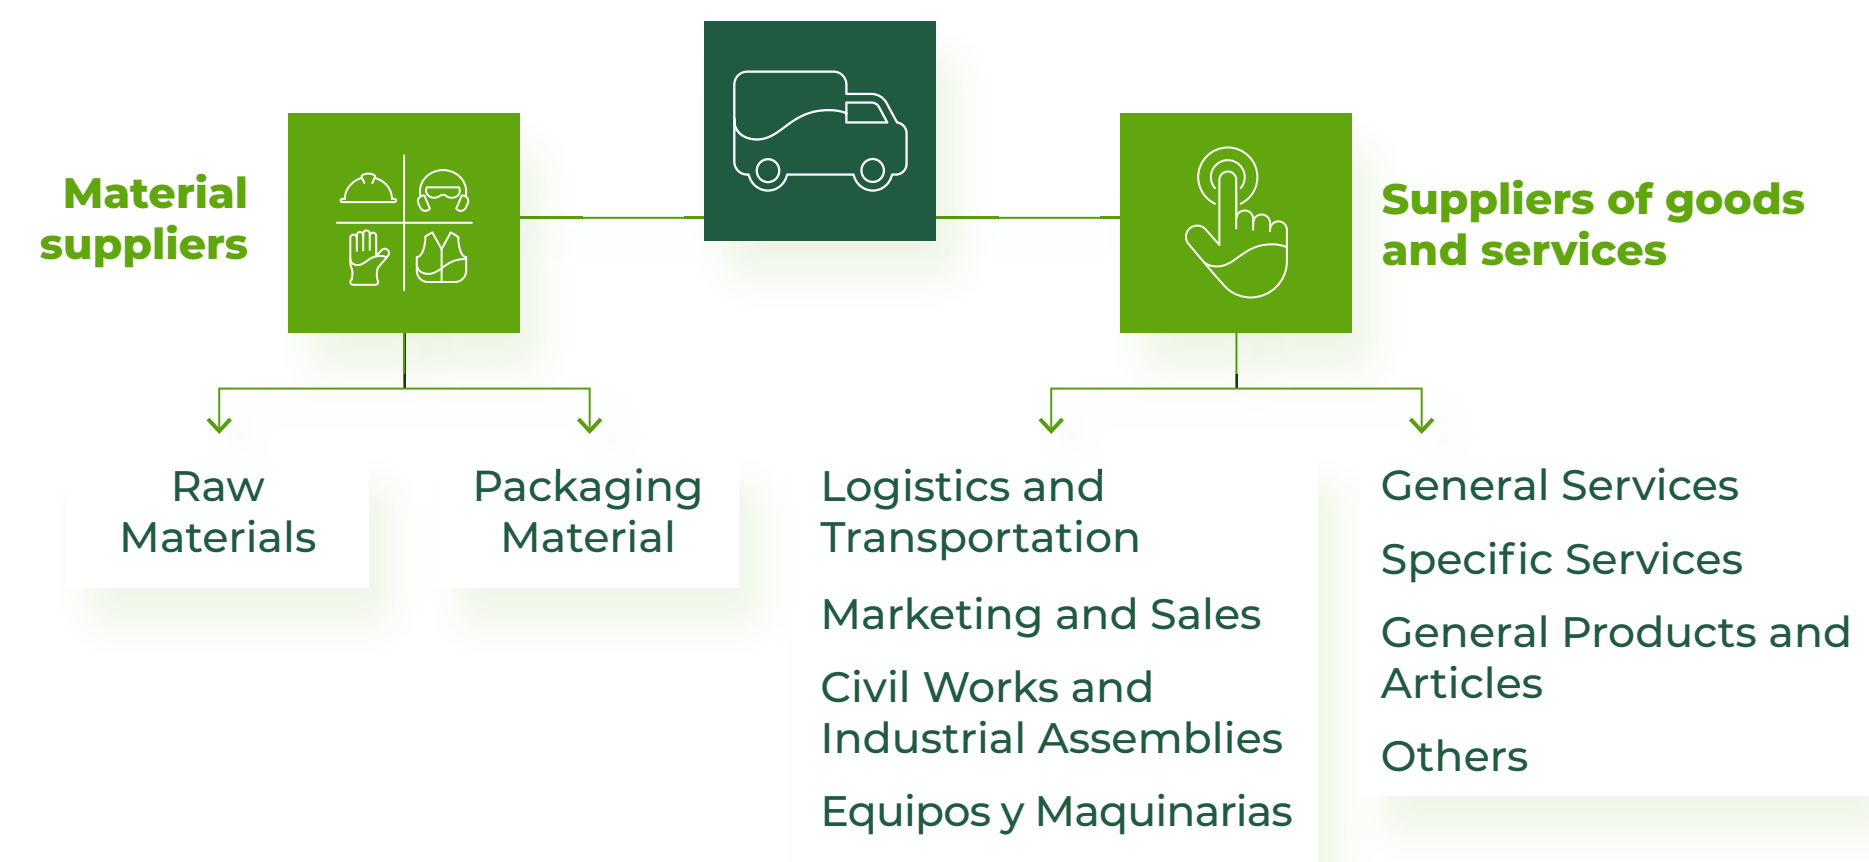 Material
suppliers
Suppliers of goods
and services
Raw
Materials
Packaging
Material
Logistics and
Transportation
Marketing and Sales
Civil Works and
Industrial Assemblies
Equipos y Maquinarias
General Services
Specific Services
General Products and
Articles
Others